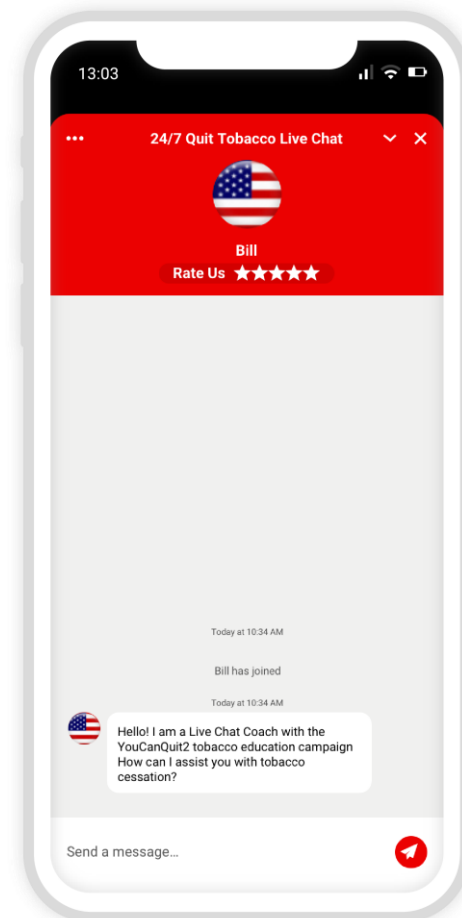 13:03
24/7 Quit Tobacco Live Chat
Bill
Rate Us
Today at 10:34 AM
Bill has joined
Today at 10:34 AM
Hello! I am a Live Chat Coach with the
YouCanQuit2 tobacco education campaign
How can I assist you with tobacco
cessation?
Send a message...